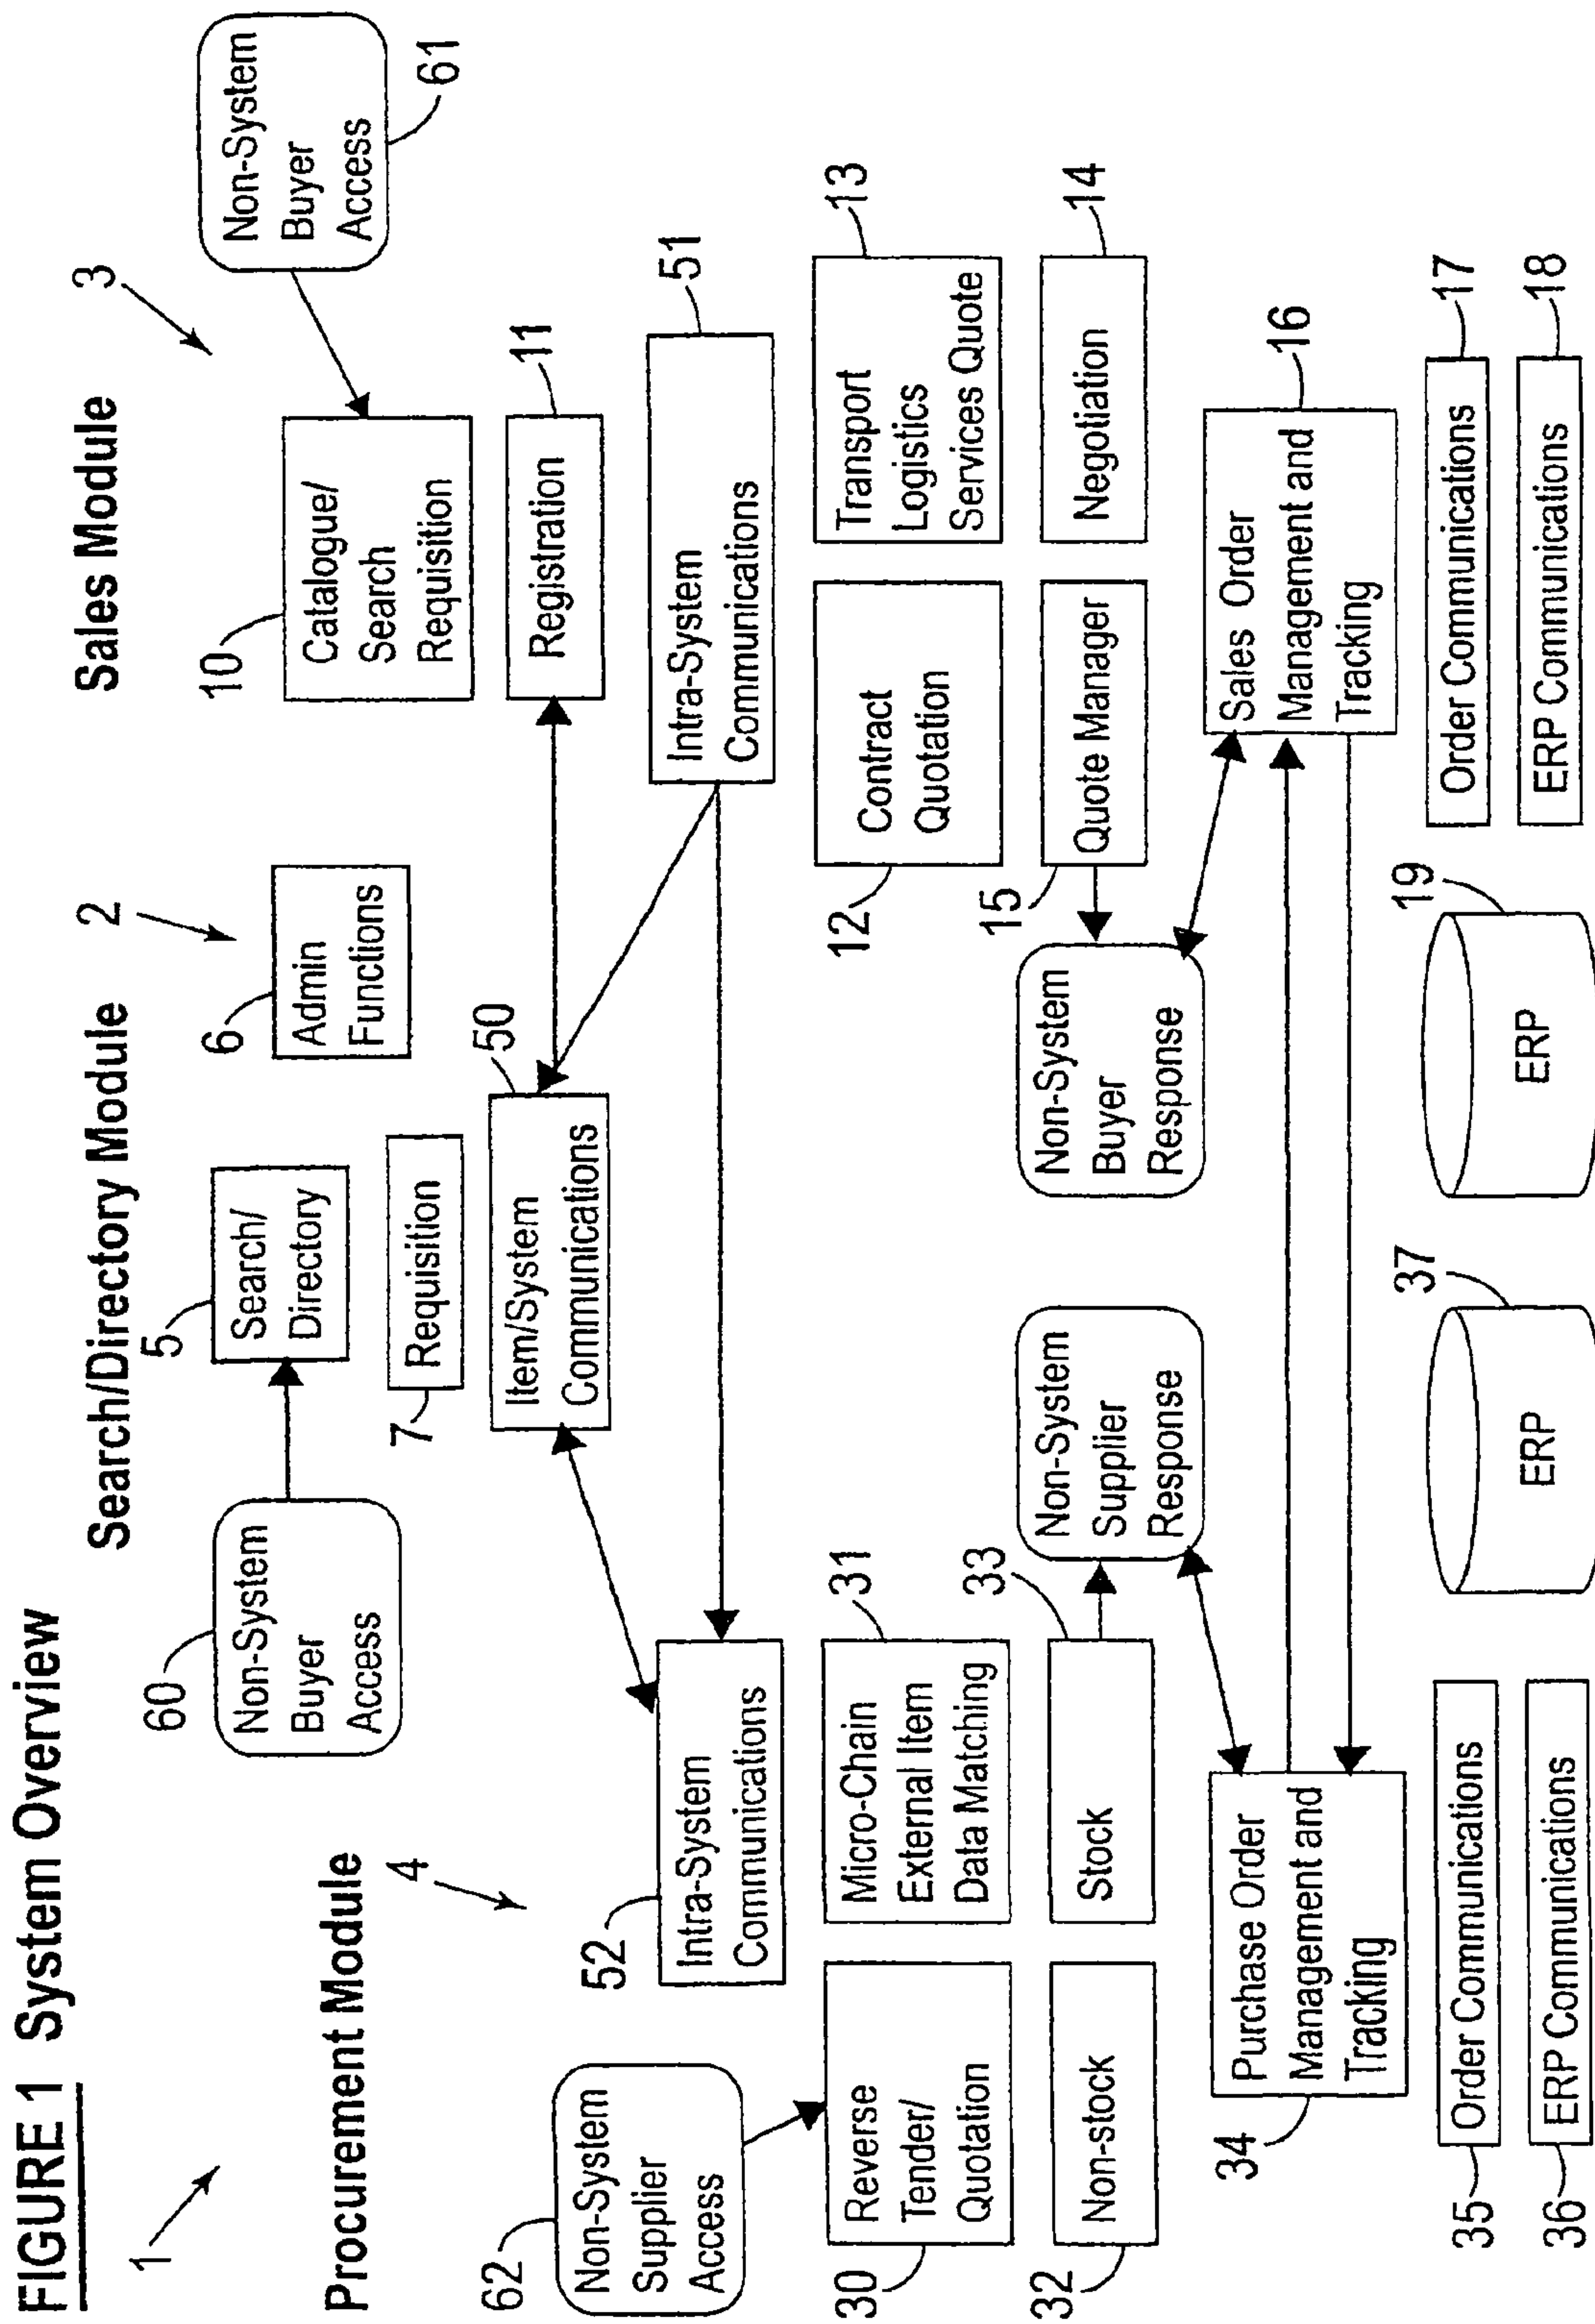 FIGURE 1 System Overview
1
Procurement Module
Search/Directory Module
Sales Module
4
2
3
60
Non-System
Buyer
Access
5
Search/
Directory
6
Admin
Functions
7
Requisition
50
Item/System
Communications
10
Catalogue/
Search
Requisition
Non-System
Buyer
Access
61
11
Registration
62
Non-System
Supplier
Access
52
Intra-System
Communications
51
Intra-System
Communications
30
Reverse
Tender/
Quotation
31
Micro-Chain
External Item
Data Matching
12
Contract
Quotation
13
Transport
Logistics
Services Quote
32
Non-stock
33
Stock
Non-System
Supplier
Response
Non-System
Buyer
Response
15
Quote Manager
14
Negotiation
34
Purchase Order
Management and
Tracking
16
Sales Order
Management and
Tracking
35
Order Communications
36
ERP Communications
37
ERP
19
ERP
Order Communications
17
ERP Communications
18